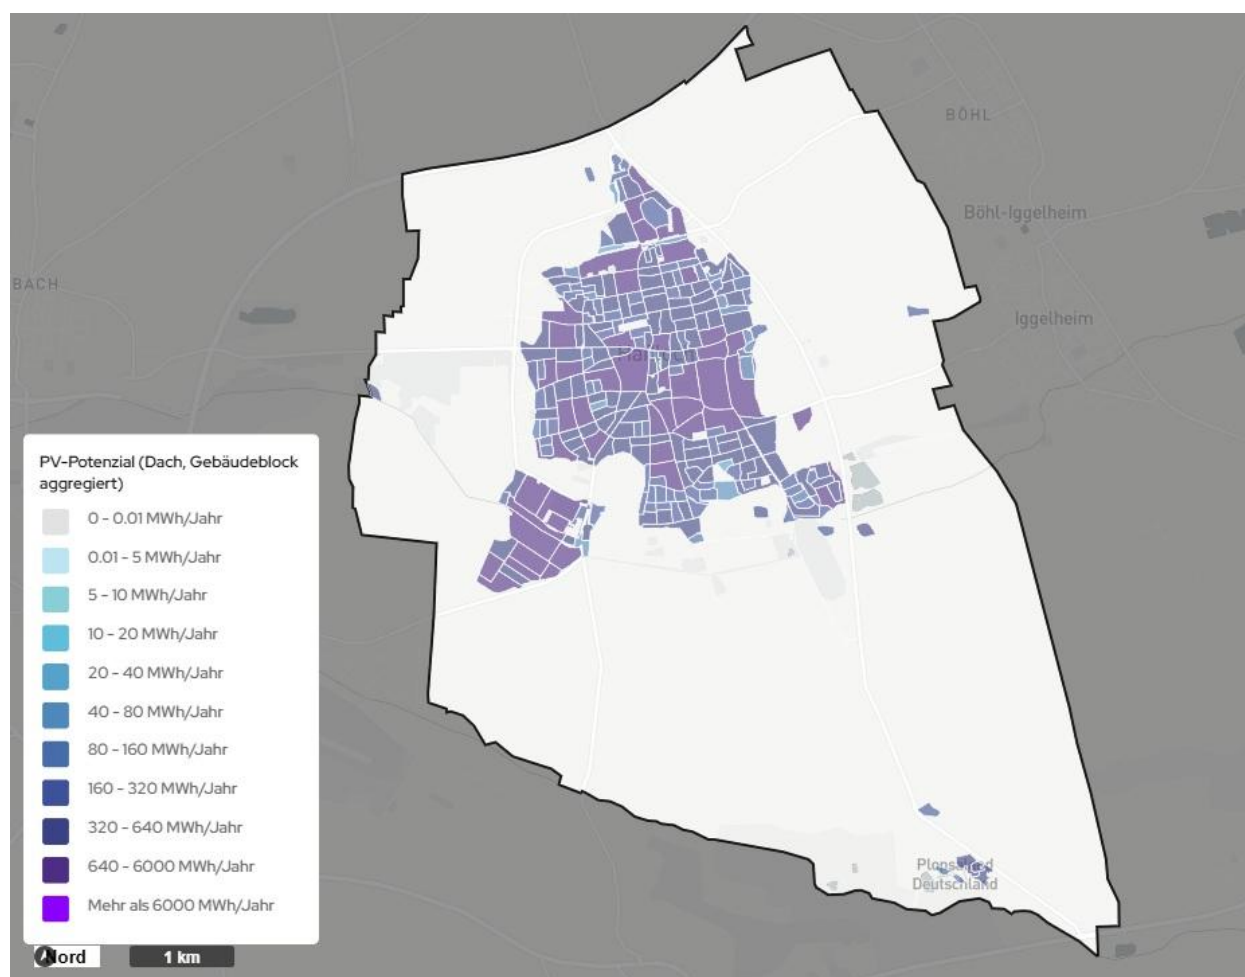 BÖHL
Böhl-Iggelheim
BACH
Iggelheim
Haßloch
PV-Potenzial (Dach, Gebäudeblock
aggregiert)
0 - 0.01 MWh/Jahr
0.01 - 5 MWh/Jahr
5 - 10 MWh/Jahr
10 - 20 MWh/Jahr
20 - 40 MWh/Jahr
40 - 80 MWh/Jahr
80 - 160 MWh/Jahr
160 - 320 MWh/Jahr
320 - 640 MWh/Jahr
640 - 6000 MWh/Jahr
Mehr als 6000 MWh/Jahr
Plopsaland
Deutschland
Nord
1 km